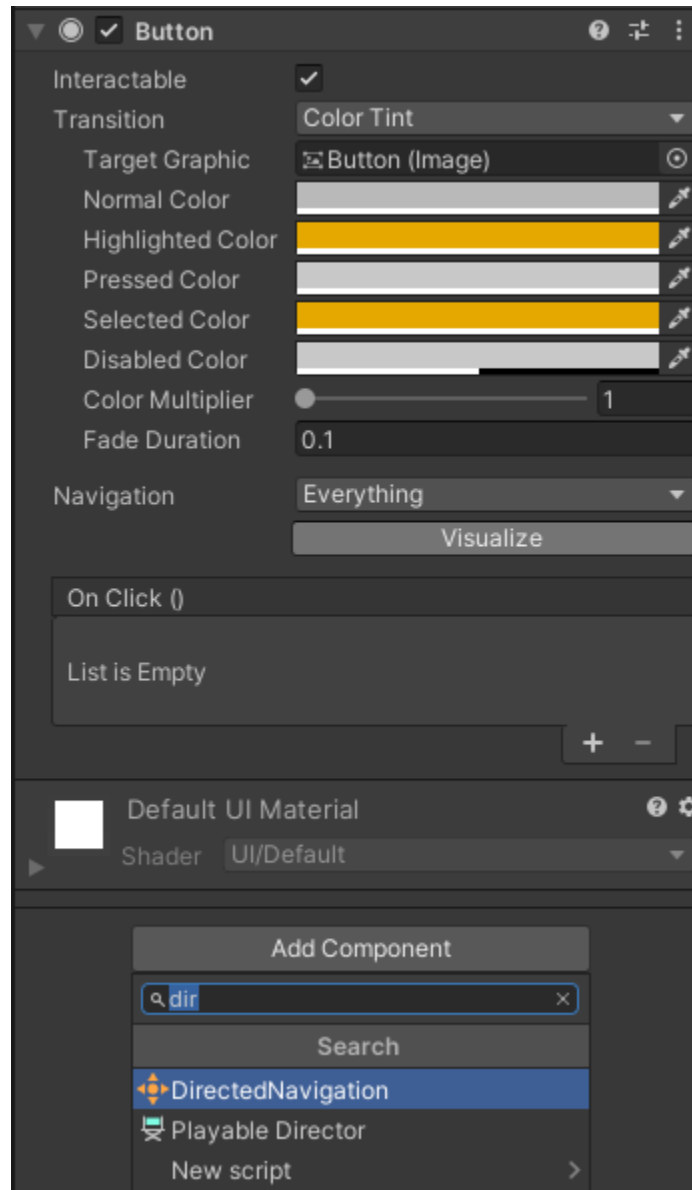 Button
Interactable
Transition Color Tint
Target Graphic Button (Image)
Normal Color
Highlighted Color
Pressed Color
Selected Color
Disabled Color
Color Multiplier 1
Fade Duration 0.1
Navigation Everything
Visualize
On Click ()
List is Empty
+ −
Default UI Material
Shader UI/Default
Add Component
dir
Search
DirectedNavigation
Playable Director
New script